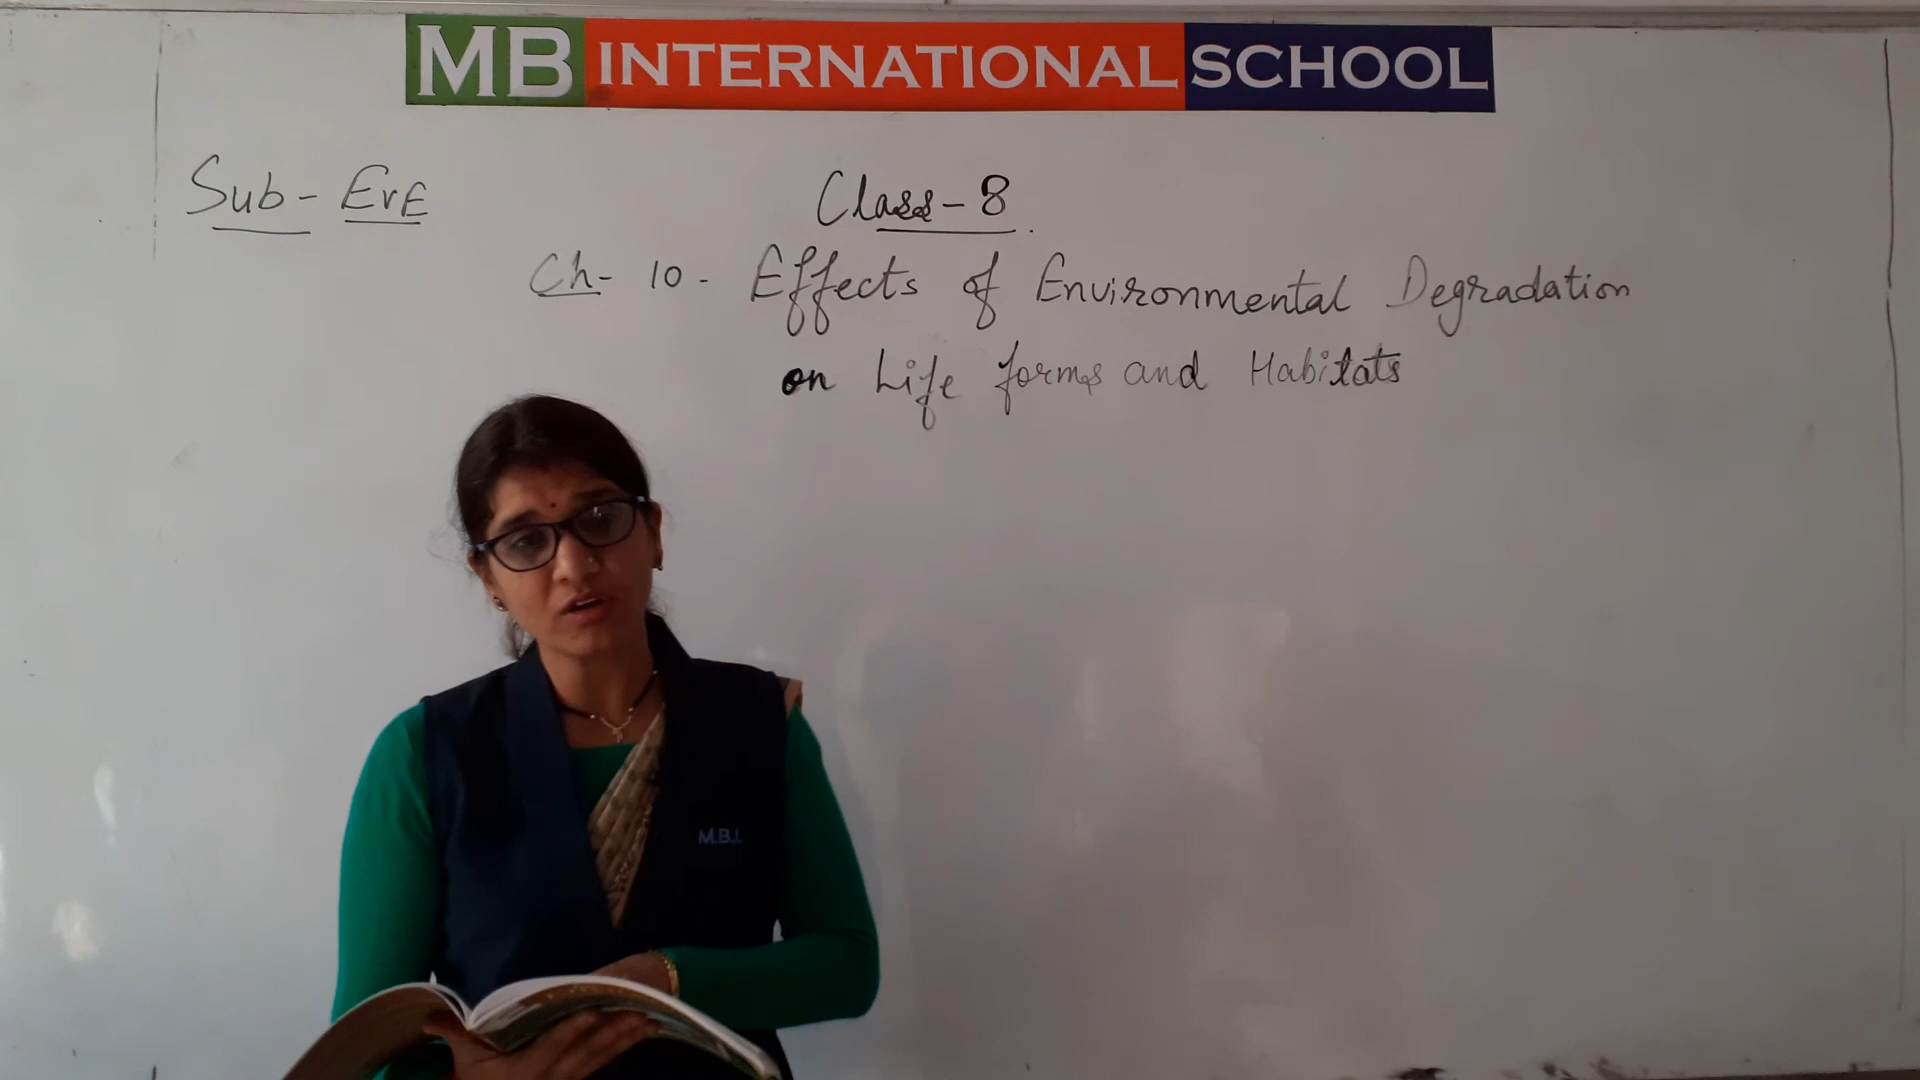 MB INTERNATIONAL SCHOOL
Sub- EVE
Class-8
Ch- 10 - Effects of Environmental Degradation
on Life forms and Habitats
M.B.I.